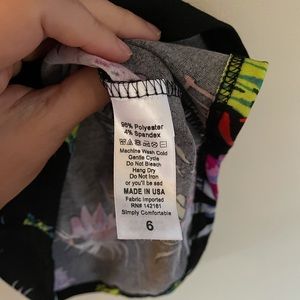 96% Polyester
4% Spandex
Machine Wash Cold
Gentle Cycle
Do Not Bleach
Hang Dry
Do Not Iron
or you'll be sad
MADE IN USA
Fabric Imported
RN# 142161
Simply Comfortable
6